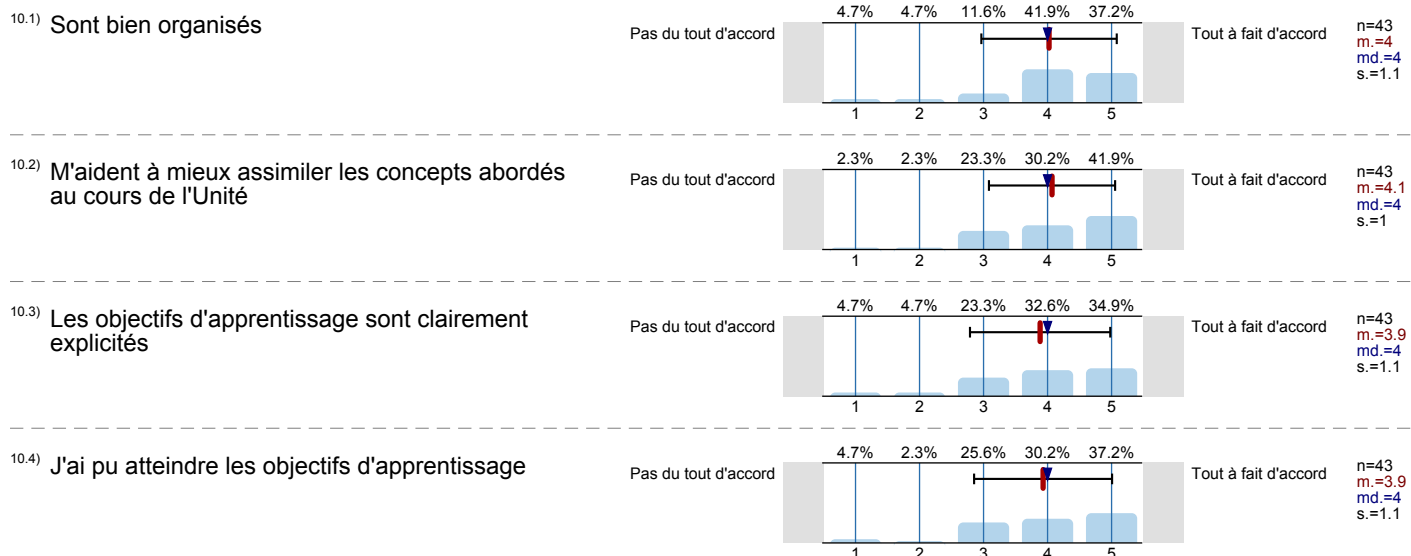 10.1) Sont bien organisés
Pas du tout d'accord
4.7% 4.7% 11.6% 41.9% 37.2%
1 2 3 4 5
Tout à fait d'accord
n=43
m.=4
md.=4
s.=1.1
10.2) M'aident à mieux assimiler les concepts abordés
au cours de l'Unité
Pas du tout d'accord
2.3% 2.3% 23.3% 30.2% 41.9%
1 2 3 4 5
Tout à fait d'accord
n=43
m.=4.1
md.=4
s.=1
10.3) Les objectifs d'apprentissage sont clairement
explicités
Pas du tout d'accord
4.7% 4.7% 23.3% 32.6% 34.9%
1 2 3 4 5
Tout à fait d'accord
n=43
m.=3.9
md.=4
s.=1.1
10.4) J'ai pu atteindre les objectifs d'apprentissage
Pas du tout d'accord
4.7% 2.3% 25.6% 30.2% 37.2%
1 2 3 4 5
Tout à fait d'accord
n=43
m.=3.9
md.=4
s.=1.1